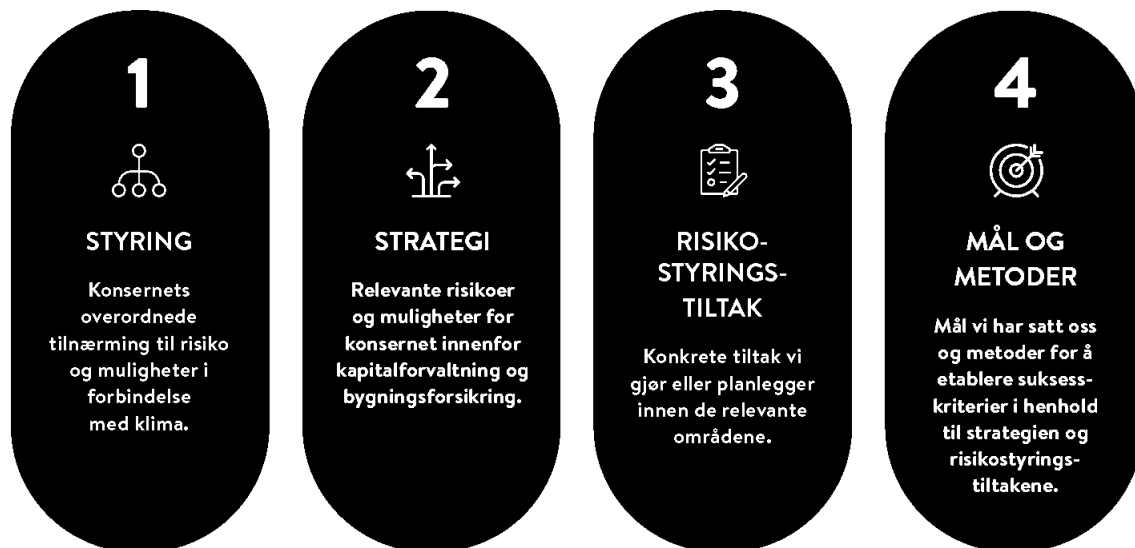 1
STYRING
Konsernets
overordnede
tilnærming til risiko
og muligheter i
forbindelse
med klima.
2
STRATEGI
Relevante risikoer
og muligheter for
konsernet innenfor
kapitalforvaltning og
bygningsforsikring.
3
RISIKO-
STYRINGS-
TILTAK
Konkrete tiltak vi
gjør eller planlegger
innen de relevante
områdene.
4
MÅL OG
METODER
Mål vi har satt oss
og metoder for å
etablere suksess-
kriterier i henhold
til strategien og
risikostyrings-
tiltakene.